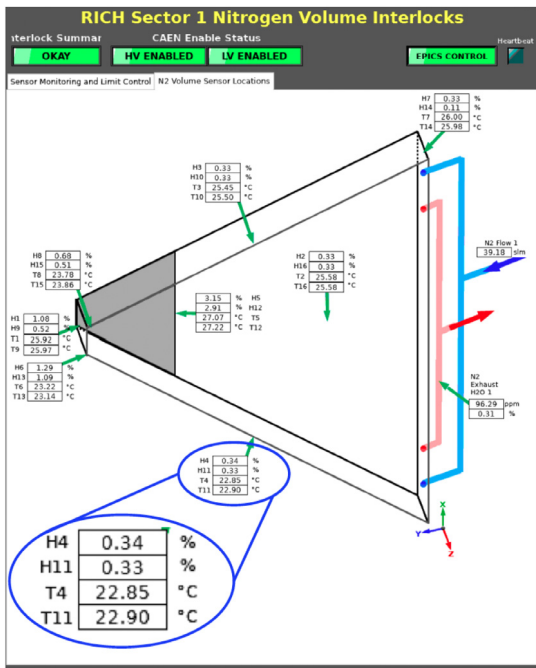 RICH Sector 1 Nitrogen Volume Interlocks
nterlock Summar
CAEN Enable Status
Heartbeat
OKAY
HV ENABLED
LV ENABLED
EPICS CONTROL
Sensor Monitoring and Limit Control
N2 Volume Sensor Locations
H7 0.33 %
H14 0.11 %
T7 26.00 °C
T14 25.98 °C
H3 0.33 %
H10 0.33 %
T3 25.45 °C
T10 25.50 °C
N2 Flow 1
39.18 slm
H8 0.68 %
H15 0.51 %
T8 23.78 °C
T15 23.86 °C
H2 0.33 %
H16 0.33 %
T2 25.58 °C
T16 25.58 °C
3.15 % H5
2.91 % H12
27.07 °C T5
27.22 °C T12
H1 1.08 %
H9 0.52 %
T1 25.92 °C
T9 25.97 °C
H6 1.29 %
H13 1.09 %
T6 23.22 °C
T13 23.14 °C
N2
Exhaust
H2O 1
96.29 ppm
0.31 %
H4 0.34 %
H11 0.33 %
T4 22.85 °C
T11 22.90 °C
X
Y
Z
H4 0.34 %
H11 0.33 %
T4 22.85 °C
T11 22.90 °C